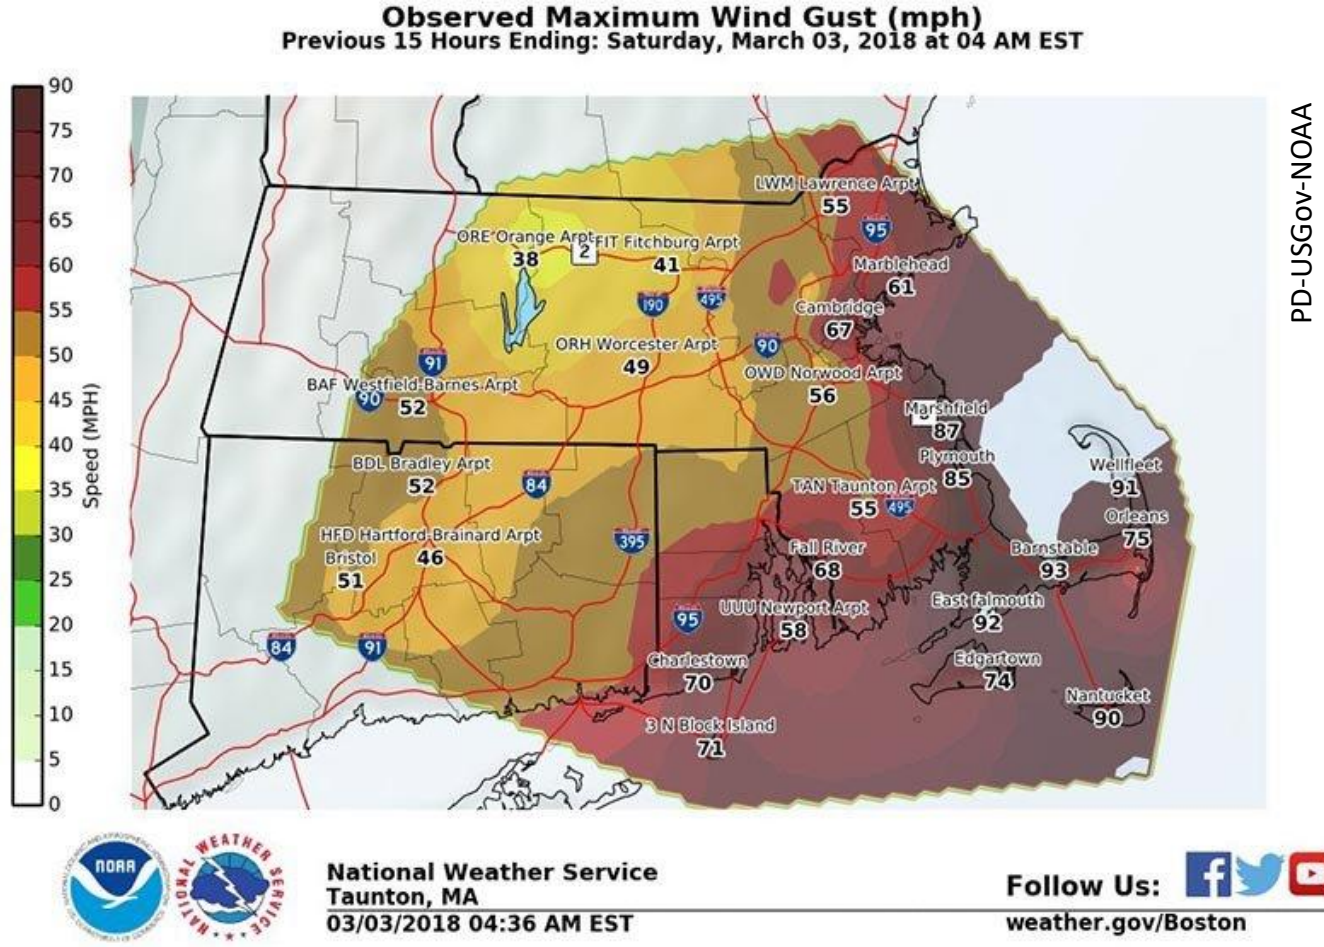 Observed Maximum Wind Gust (mph)
Previous 15 Hours Ending: Saturday, March 03, 2018 at 04 AM EST
PD-USGov-NOAA
90
75
70
65
60
55
50
45
40
35
30
25
20
15
10
5
0
Speed (MPH)
LWM Lawrence Arpt
55
95
ORE Orange Arpt
38
2
FIT Fitchburg Arpt
41
Marblehead
61
190
495
Cambridge
67
ORH Worcester Arpt
49
90
91
OWD Norwood Arpt
56
BAF Westfield-Barnes Arpt
52
90
Marshfield
87
BDL Bradley Arpt
52
84
Plymouth
85
Wellfleet
91
TAN Taunton Arpt
55
495
Orleans
75
HFD Hartford-Brainard Arpt
46
395
Bristol
51
Fall River
68
Barnstable
93
UUU Newport Arpt
58
95
East falmouth
92
84
91
Charlestown
70
Edgartown
74
Nantucket
90
3 N Block Island
71
NOAA
NATIONAL WEATHER SERVICE
National Weather Service
Taunton, MA
03/03/2018 04:36 AM EST
Follow Us:
weather.gov/Boston